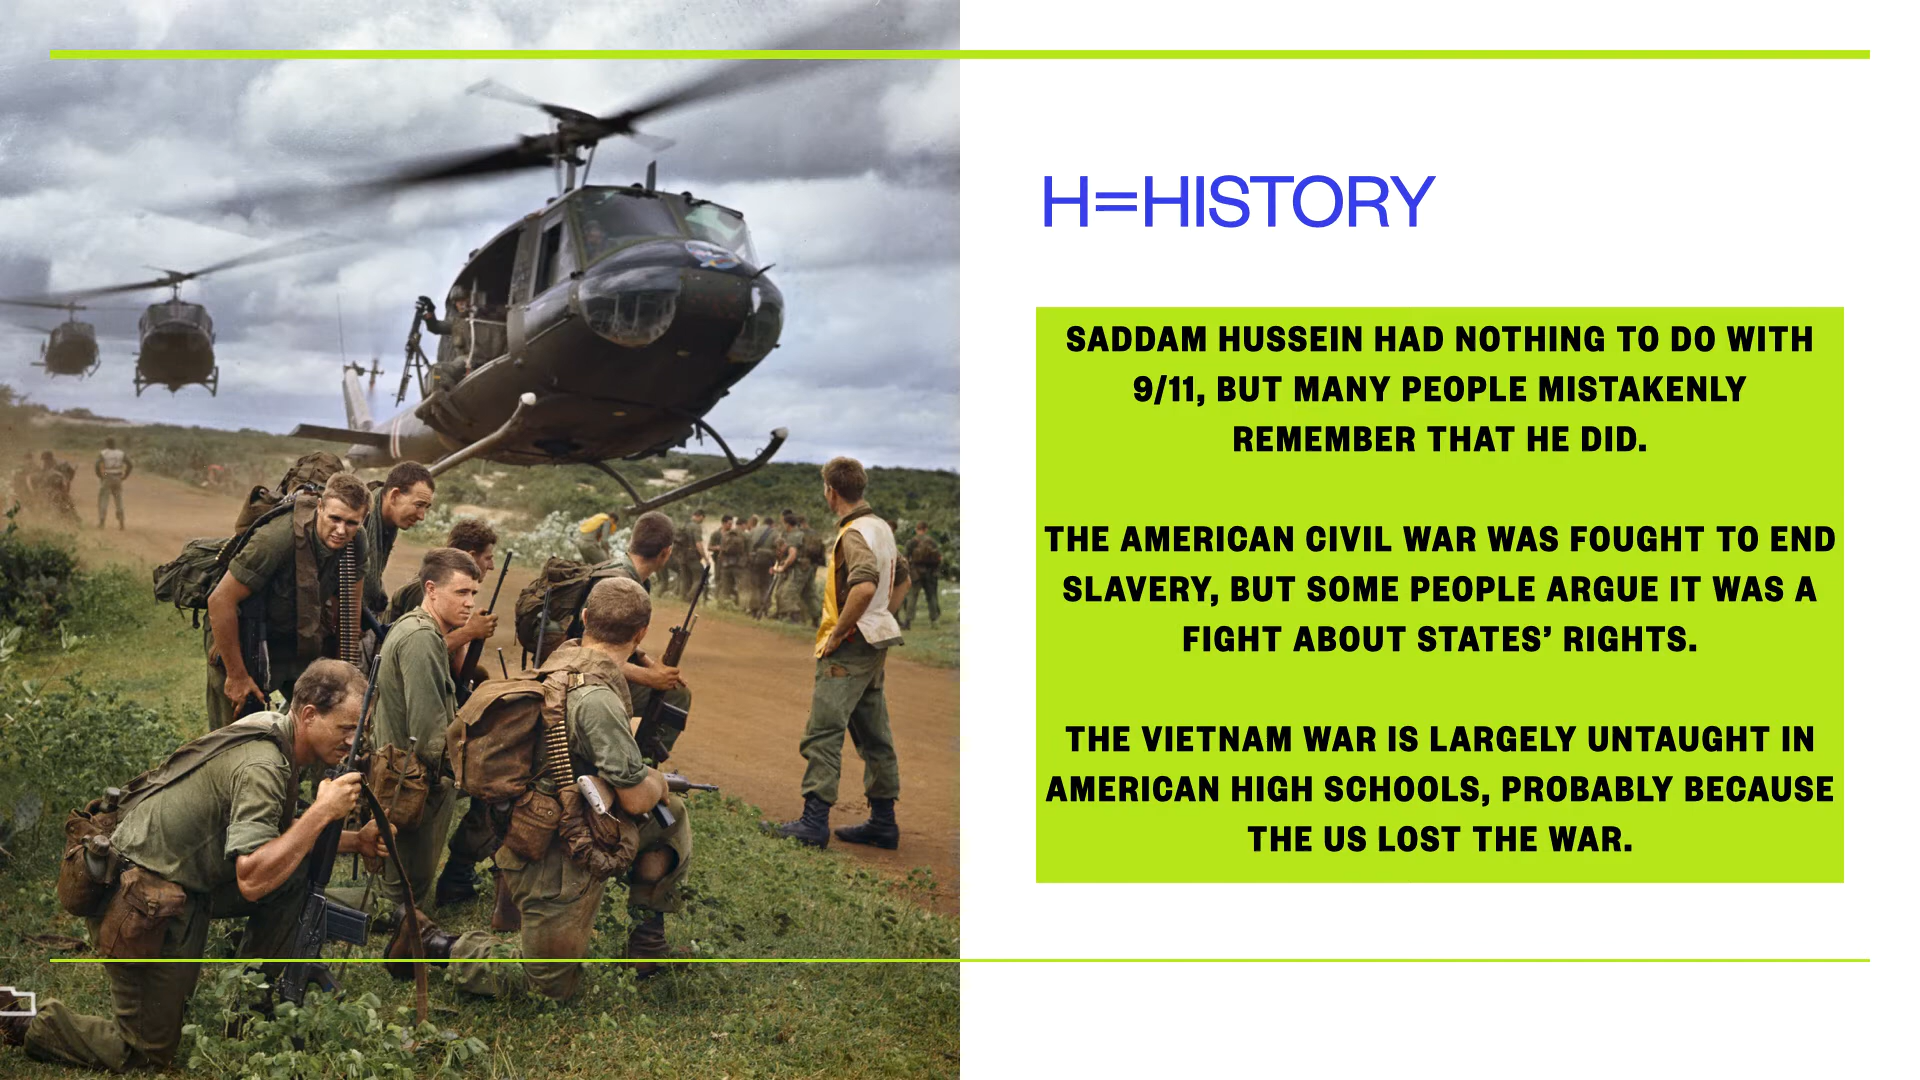 H=HISTORY
SADDAM HUSSEIN HAD NOTHING TO DO WITH
9/11, BUT MANY PEOPLE MISTAKENLY
REMEMBER THAT HE DID.
THE AMERICAN CIVIL WAR WAS FOUGHT TO END
SLAVERY, BUT SOME PEOPLE ARGUE IT WAS A
FIGHT ABOUT STATES’ RIGHTS.
THE VIETNAM WAR IS LARGELY UNTAUGHT IN
AMERICAN HIGH SCHOOLS, PROBABLY BECAUSE
THE US LOST THE WAR.